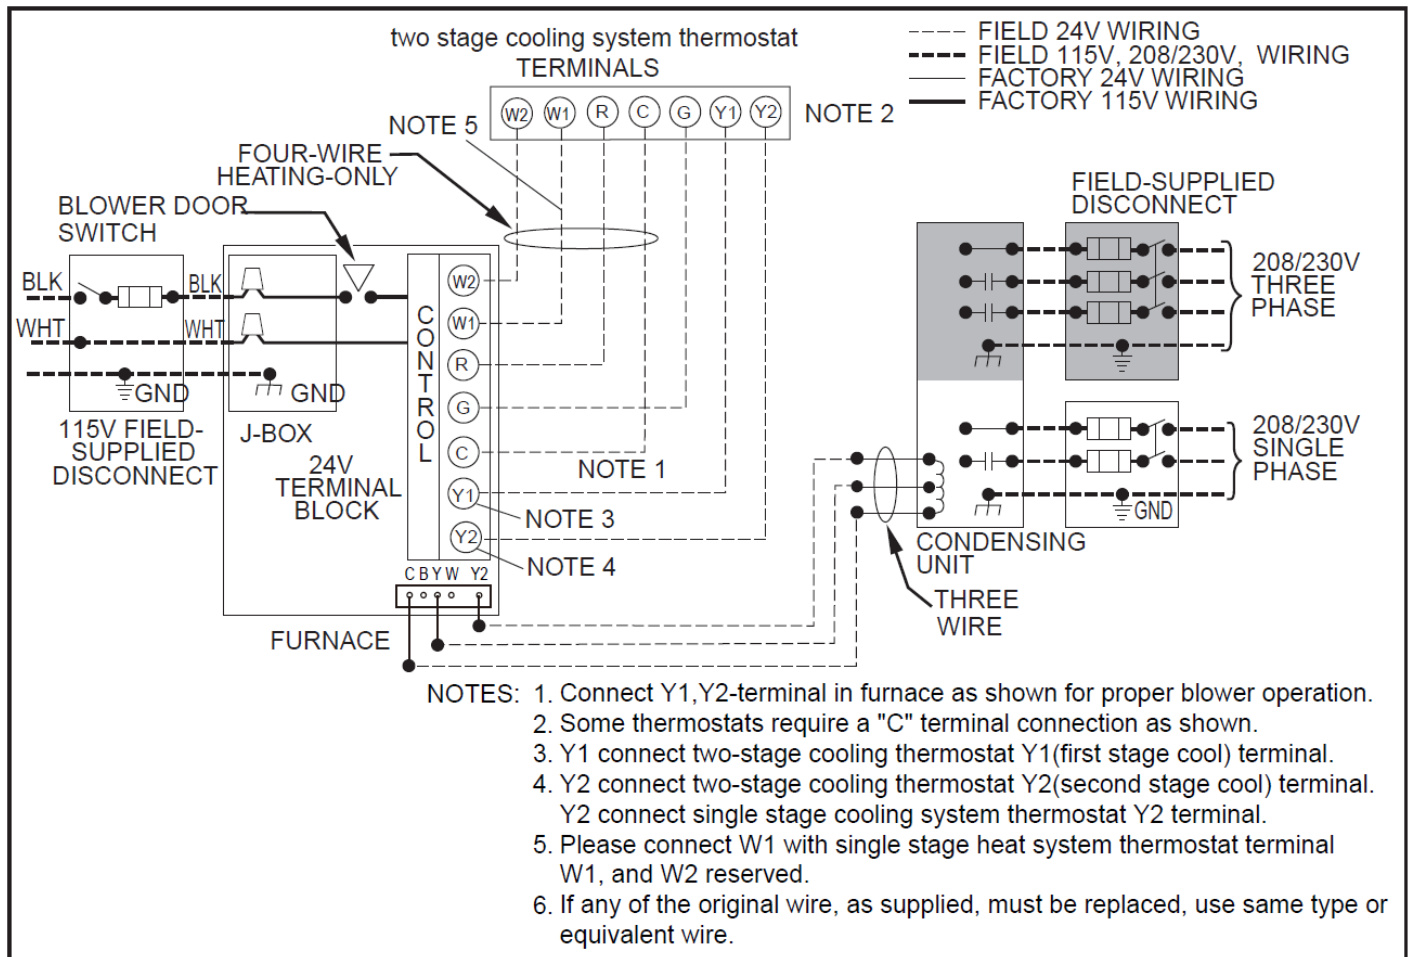 two stage cooling system thermostat
TERMINALS
FIELD 24V WIRING
FIELD 115V, 208/230V, WIRING
FACTORY 24V WIRING
FACTORY 115V WIRING
W2 W1 R C G Y1 Y2
NOTE 2
NOTE 5
FOUR-WIRE
HEATING-ONLY
BLOWER DOOR
SWITCH
FIELD-SUPPLIED
DISCONNECT
BLK
BLK
WHT
WHT
GND
GND
115V FIELD-
SUPPLIED
DISCONNECT
J-BOX
24V
TERMINAL
BLOCK
CONTROL
W2
W1
R
G
C
Y1
Y2
NOTE 1
NOTE 3
NOTE 4
C B Y W Y2
FURNACE
208/230V
THREE
PHASE
208/230V
SINGLE
PHASE
GND
CONDENSING
UNIT
THREE
WIRE
NOTES: 1. Connect Y1,Y2-terminal in furnace as shown for proper blower operation.
2. Some thermostats require a "C" terminal connection as shown.
3. Y1 connect two-stage cooling thermostat Y1(first stage cool) terminal.
4. Y2 connect two-stage cooling thermostat Y2(second stage cool) terminal.
Y2 connect single stage cooling system thermostat Y2 terminal.
5. Please connect W1 with single stage heat system thermostat terminal
W1, and W2 reserved.
6. If any of the original wire, as supplied, must be replaced, use same type or
equivalent wire.